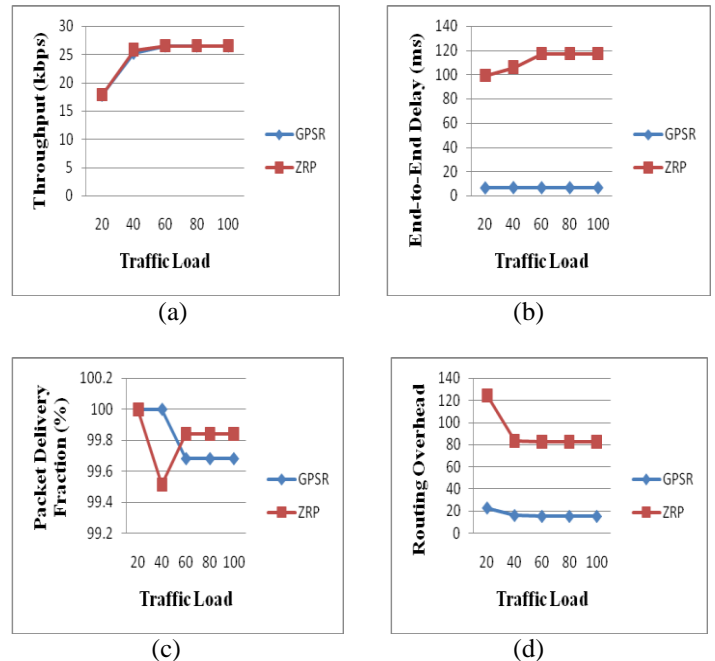 Throughput (kbps)
30
25
20
15
10
5
0
20 40 60 80 100
Traffic Load
GPSR
ZRP
(a)
End-to-End Delay (ms)
140
120
100
80
60
40
20
0
20 40 60 80 100
Traffic Load
GPSR
ZRP
(b)
Packet Delivery
Fraction (%)
100.2
100
99.8
99.6
99.4
99.2
20 40 60 80 100
Traffic Load
GPSR
ZRP
(c)
Routing Overhead
140
120
100
80
60
40
20
0
20 40 60 80 100
Traffic Load
GPSR
ZRP
(d)